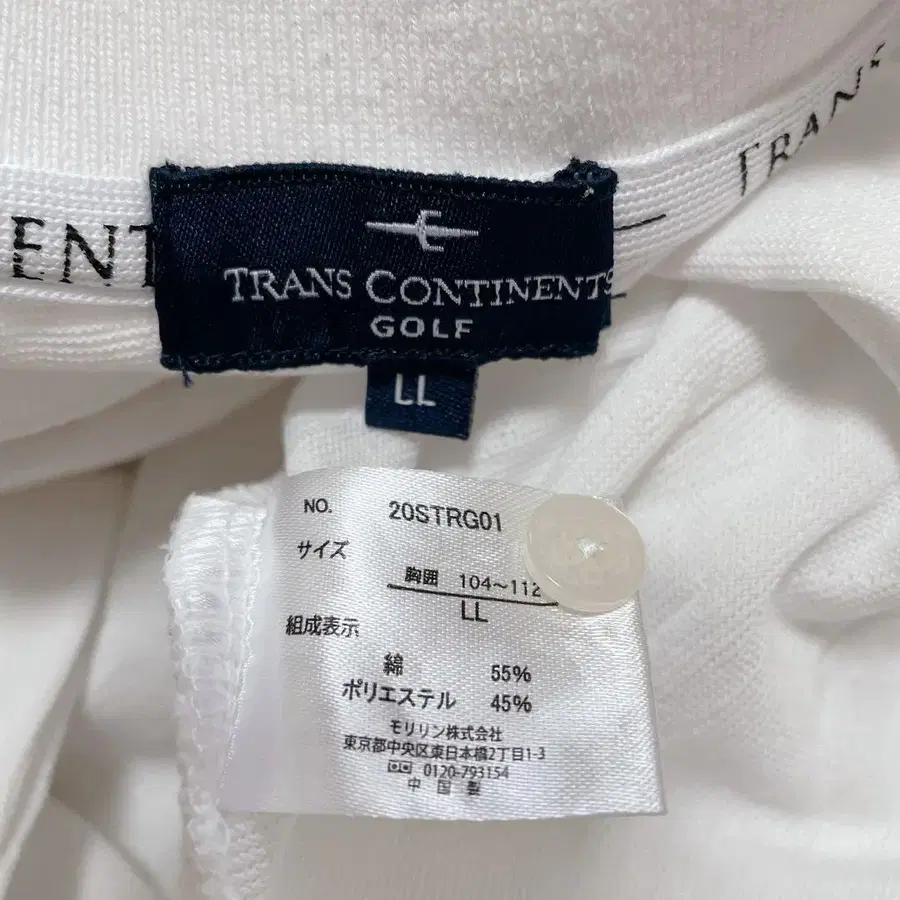 TRANS
ENT
TRANS CONTINENTS
GOLF
LL
NO. 20STRG01
サイズ
胸囲 104～112
LL
組成表示
綿 55%
ポリエステル 45%
モリリン株式会社
東京都中央区東日本橋2丁目1-3
0120-793154
中国製